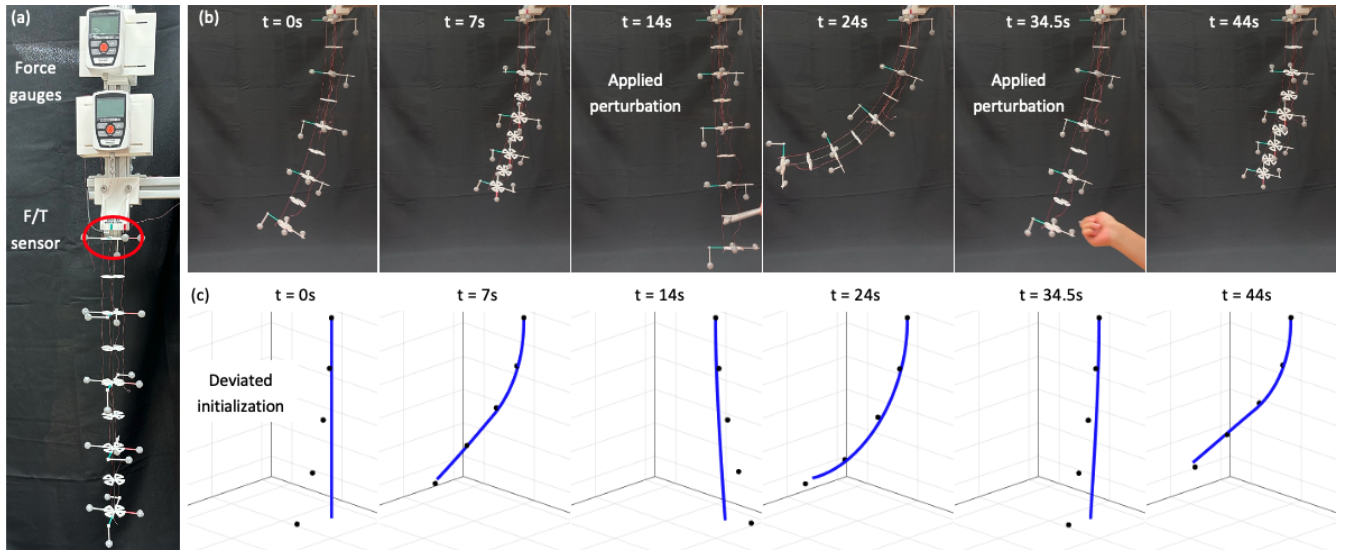 (a)
Force
gauges
F/T
sensor
(b)
t = 0s
t = 7s
t = 14s
t = 24s
t = 34.5s
t = 44s
Applied
perturbation
Applied
perturbation
(c)
t = 0s
t = 7s
t = 14s
t = 24s
t = 34.5s
t = 44s
Deviated
initialization